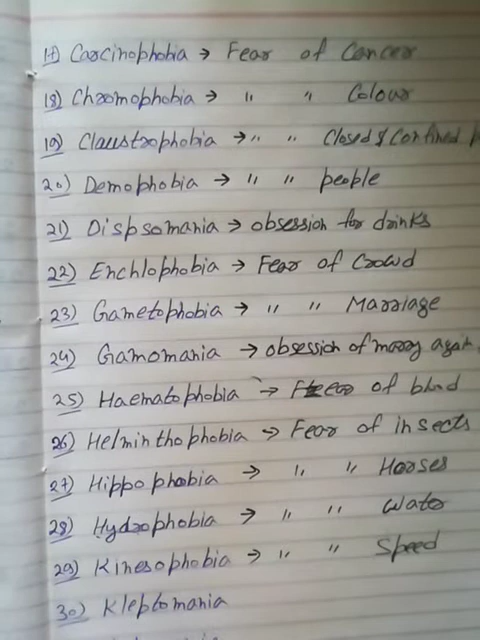 17) Carcinophobia → Fear of Cancer
18) Chromophobia → " " Colour
19) Claustrophobia → " " Closed & Confined
20) Demophobia → " " people
21) Dispsomania → obsession for drinks
22) Enchlophobia → Fear of Crowd
23) Gametophobia → " " Marriage
24) Gamomania → obsession of marry again
25) Haematophobia → Fear of blood
26) Helminthophobia → Fear of insects
27) Hippophobia → " " Horses
28) Hydrophobia → " " Water
29) Kinesophobia → " " Speed
30) Kleptomania